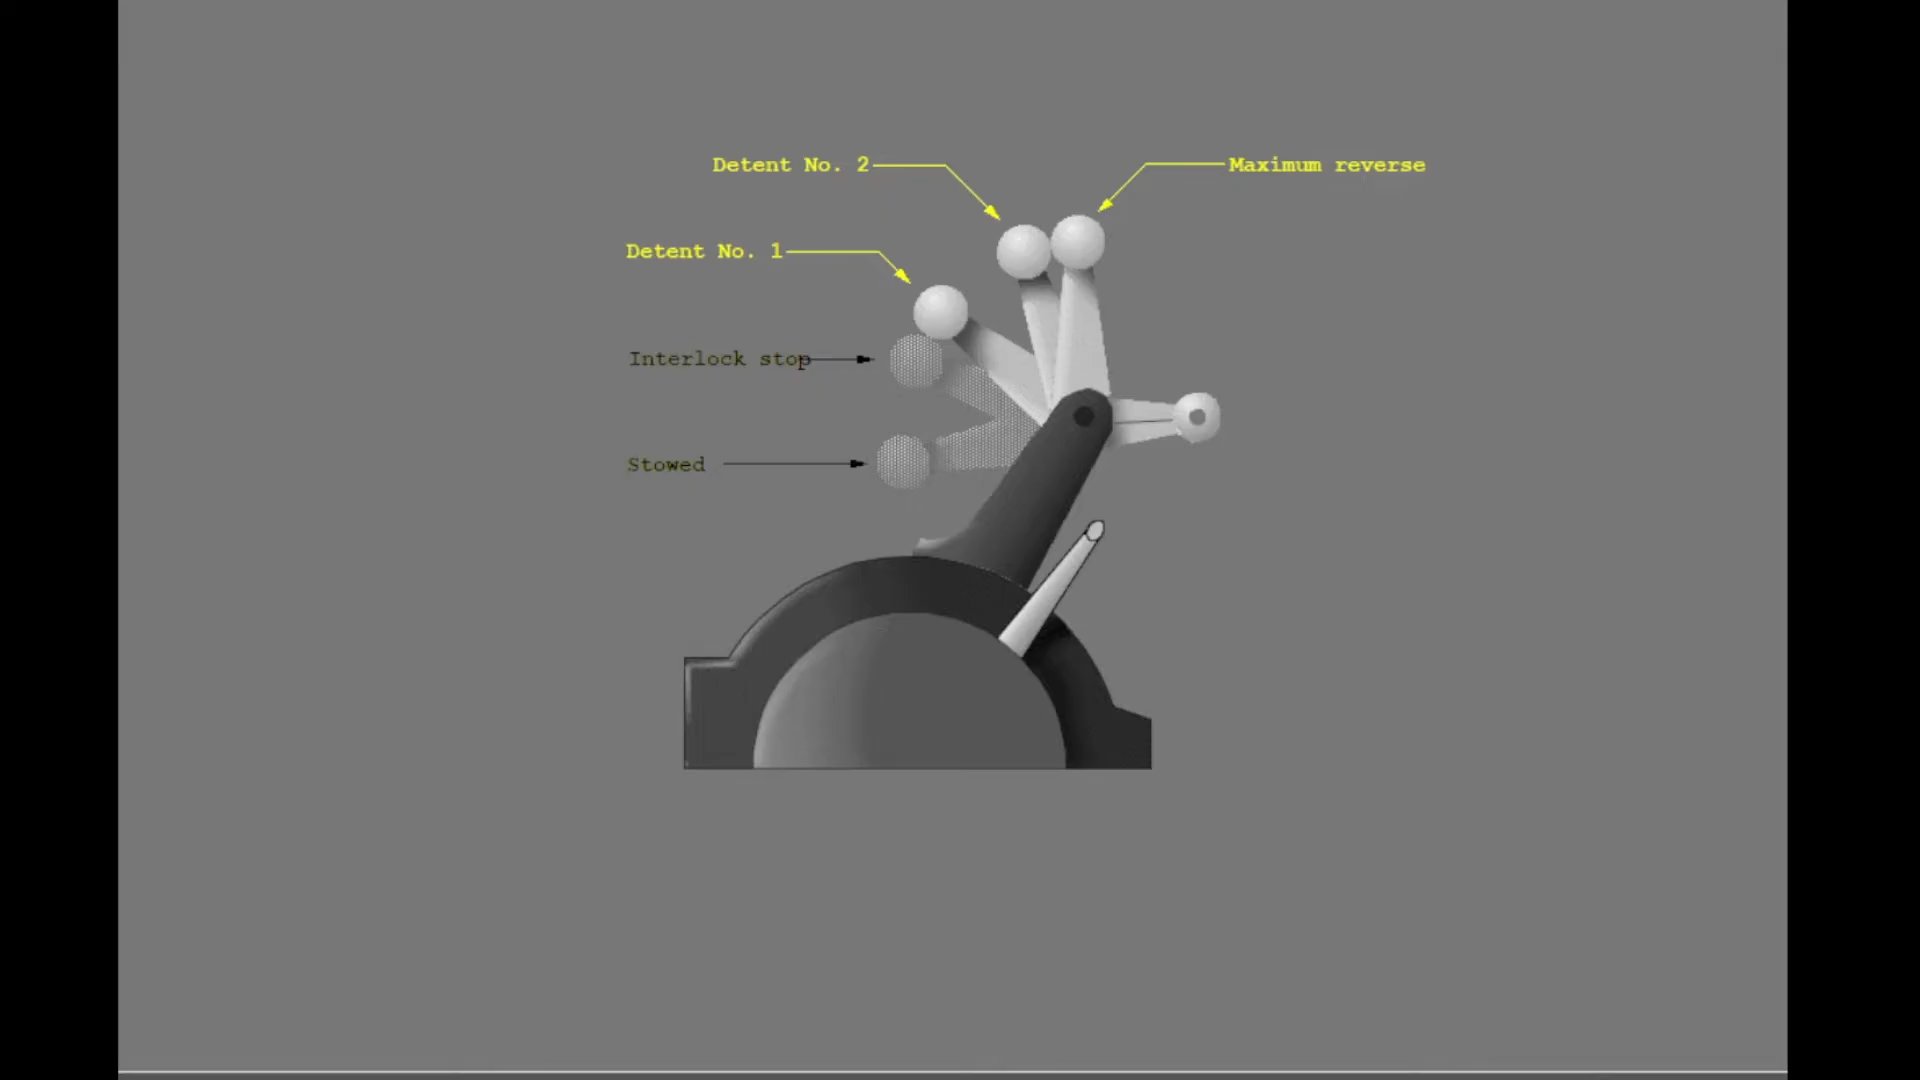 Detent No. 2
Maximum reverse
Detent No. 1
Interlock stop
Stowed